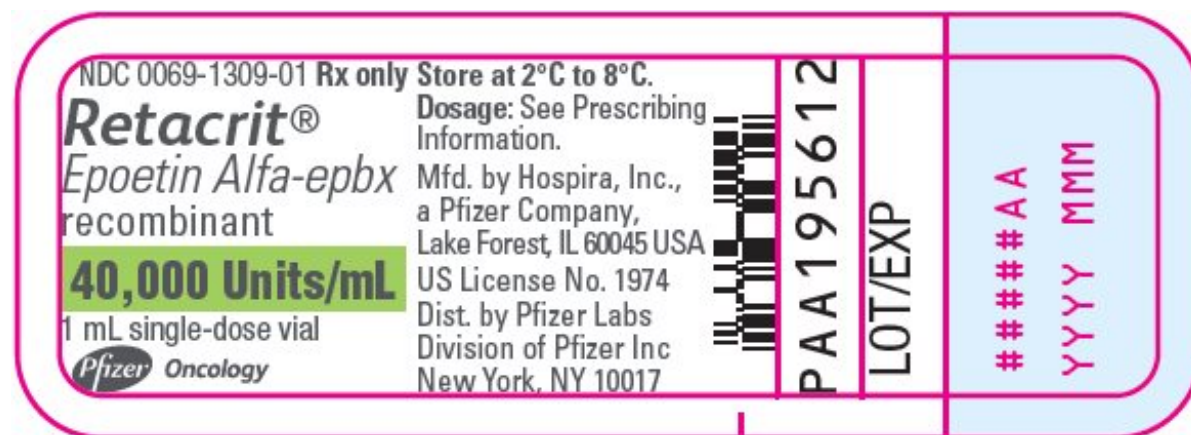 NDC 0069-1309-01 Rx only
Retacrit®
Epoetin Alfa-epbx
recombinant
40,000 Units/mL
1 mL single-dose vial
Pfizer Oncology
Store at 2°C to 8°C.
Dosage: See Prescribing
Information.
Mfd. by Hospira, Inc.,
a Pfizer Company,
Lake Forest, IL 60045 USA
US License No. 1974
Dist. by Pfizer Labs
Division of Pfizer Inc
New York, NY 10017
PAA195612
LOT/EXP
####AA
YYYY MMM